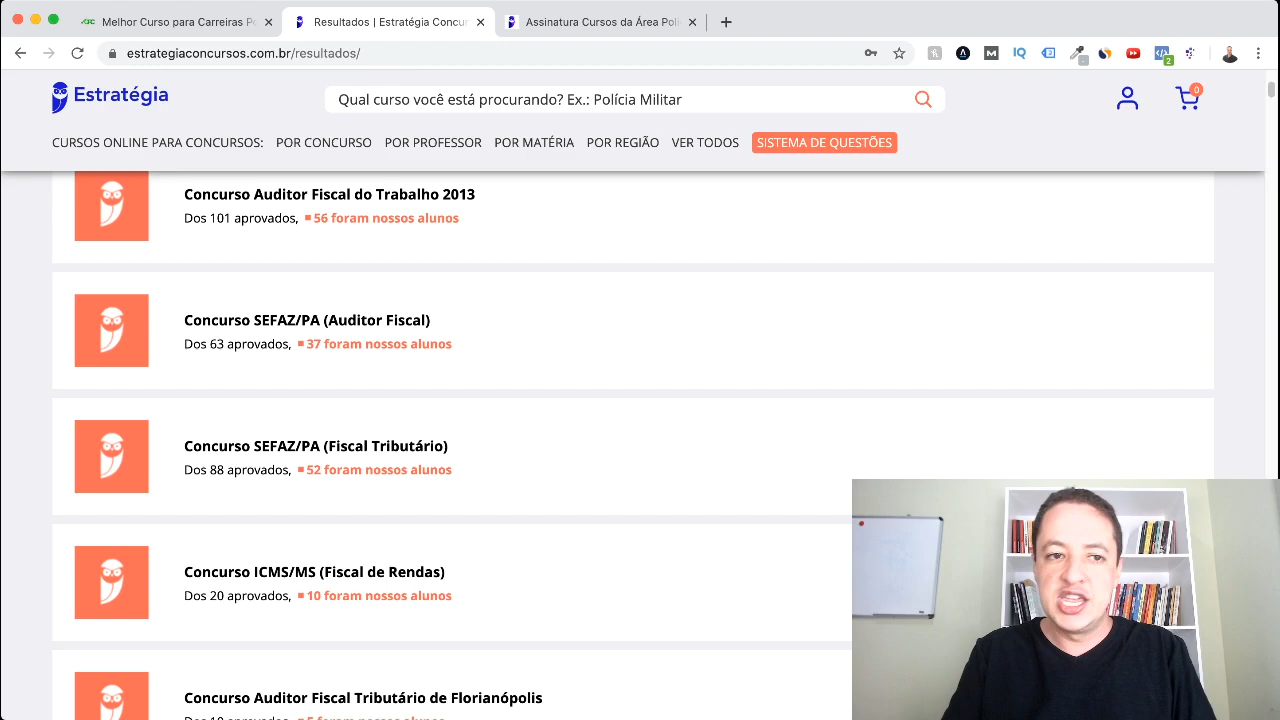 Melhor Curso para Carreiras Po
Resultados | Estratégia Concur
Assinatura Cursos da Área Poli
estrategiaconcursos.com.br/resultados/
IQ
2
Estratégia
Qual curso você está procurando? Ex.: Polícia Militar
0
CURSOS ONLINE PARA CONCURSOS: POR CONCURSO POR PROFESSOR POR MATÉRIA POR REGIÃO VER TODOS SISTEMA DE QUESTÕES
Concurso Auditor Fiscal do Trabalho 2013
Dos 101 aprovados, 56 foram nossos alunos
Concurso SEFAZ/PA (Auditor Fiscal)
Dos 63 aprovados, 37 foram nossos alunos
Concurso SEFAZ/PA (Fiscal Tributário)
Dos 88 aprovados, 52 foram nossos alunos
Concurso ICMS/MS (Fiscal de Rendas)
Dos 20 aprovados, 10 foram nossos alunos
Concurso Auditor Fiscal Tributário de Florianópolis